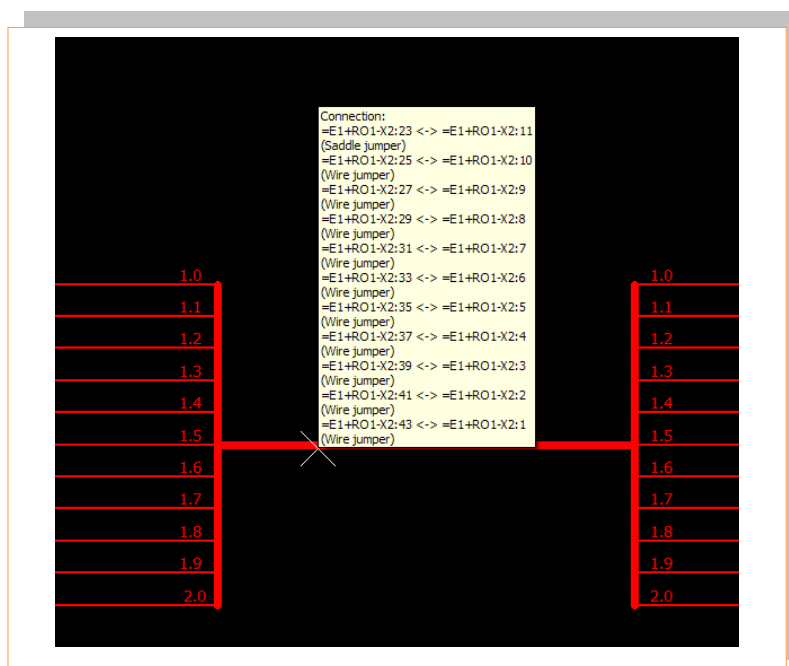 Connection:
=E1+RO1-X2:23 <-> =E1+RO1-X2:11
(Saddle jumper)
=E1+RO1-X2:25 <-> =E1+RO1-X2:10
(Wire jumper)
=E1+RO1-X2:27 <-> =E1+RO1-X2:9
(Wire jumper)
=E1+RO1-X2:29 <-> =E1+RO1-X2:8
(Wire jumper)
=E1+RO1-X2:31 <-> =E1+RO1-X2:7
(Wire jumper)
=E1+RO1-X2:33 <-> =E1+RO1-X2:6
(Wire jumper)
=E1+RO1-X2:35 <-> =E1+RO1-X2:5
(Wire jumper)
=E1+RO1-X2:37 <-> =E1+RO1-X2:4
(Wire jumper)
=E1+RO1-X2:39 <-> =E1+RO1-X2:3
(Wire jumper)
=E1+RO1-X2:41 <-> =E1+RO1-X2:2
(Wire jumper)
=E1+RO1-X2:43 <-> =E1+RO1-X2:1
(Wire jumper)
1.0
1.1
1.2
1.3
1.4
1.5
1.6
1.7
1.8
1.9
2.0
1.0
1.1
1.2
1.3
1.4
1.5
1.6
1.7
1.8
1.9
2.0